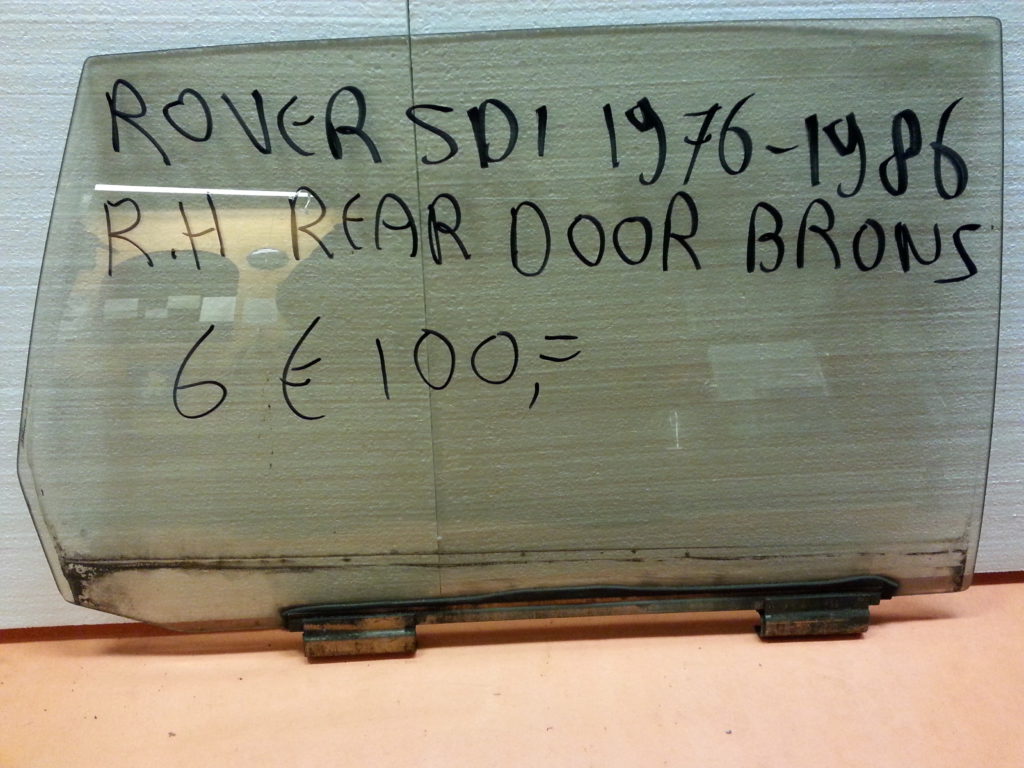 ROVER SD1 1976-1986
R.H REAR DOOR BRONS
6 € 100,=